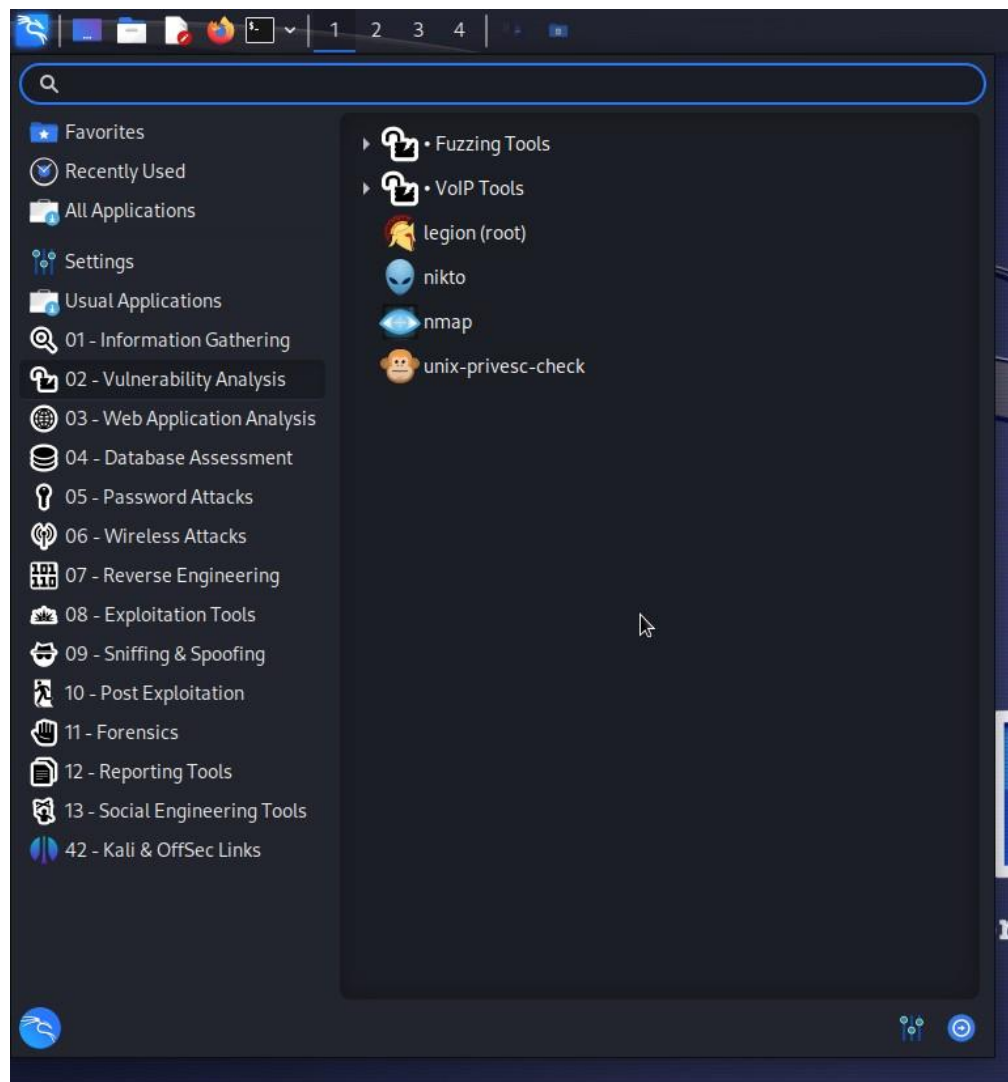 1 2 3 4
Favorites
Recently Used
All Applications
Settings
Usual Applications
01 - Information Gathering
02 - Vulnerability Analysis
03 - Web Application Analysis
04 - Database Assessment
05 - Password Attacks
06 - Wireless Attacks
07 - Reverse Engineering
08 - Exploitation Tools
09 - Sniffing & Spoofing
10 - Post Exploitation
11 - Forensics
12 - Reporting Tools
13 - Social Engineering Tools
42 - Kali & OffSec Links
• Fuzzing Tools
• VoIP Tools
legion (root)
nikto
nmap
unix-privesc-check